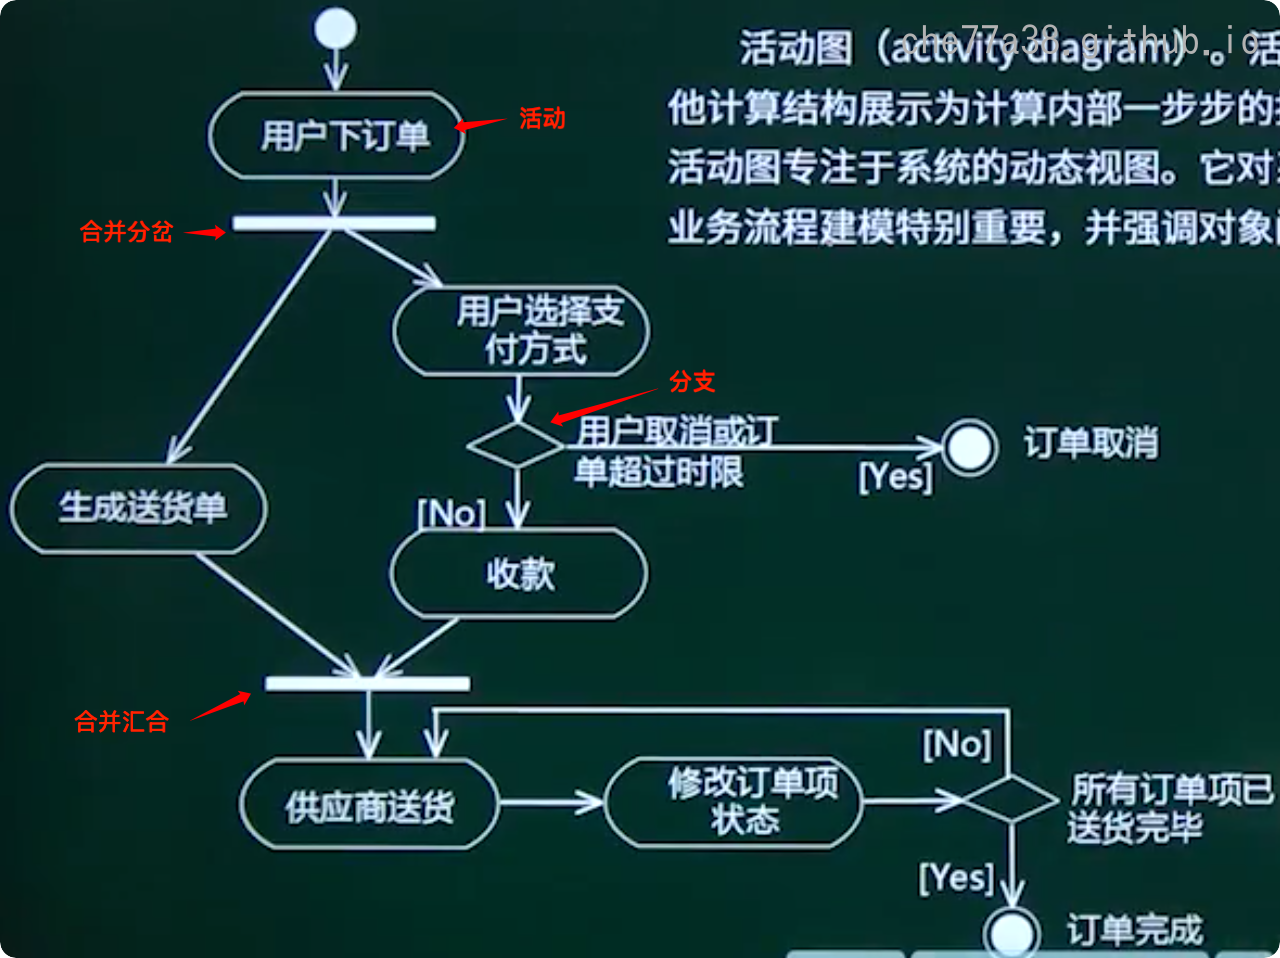 che77a38.github.io
活动图（activity diagram）。活
他计算结构展示为计算内部一步步的
活动图专注于系统的动态视图。它对
业务流程建模特别重要，并强调对象
用户下订单
活动
合并分岔
用户选择支
付方式
分支
用户取消或订
单超过时限
[Yes]
订单取消
生成送货单
[No]
收款
合并汇合
供应商送货
修改订单项
状态
[No]
所有订单项已
送货完毕
[Yes]
订单完成